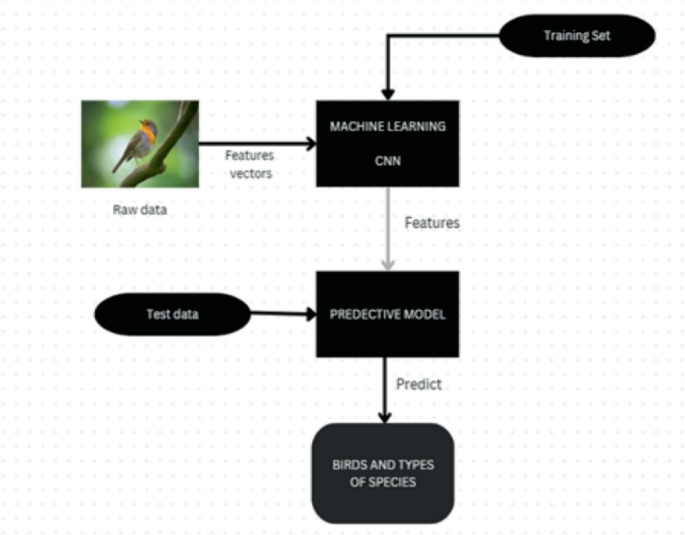 Training Set
MACHINE LEARNING
CNN
Features
vectors
Raw data
Features
Test data
PREDECTIVE MODEL
Predict
BIRDS AND TYPES
OF SPECIES